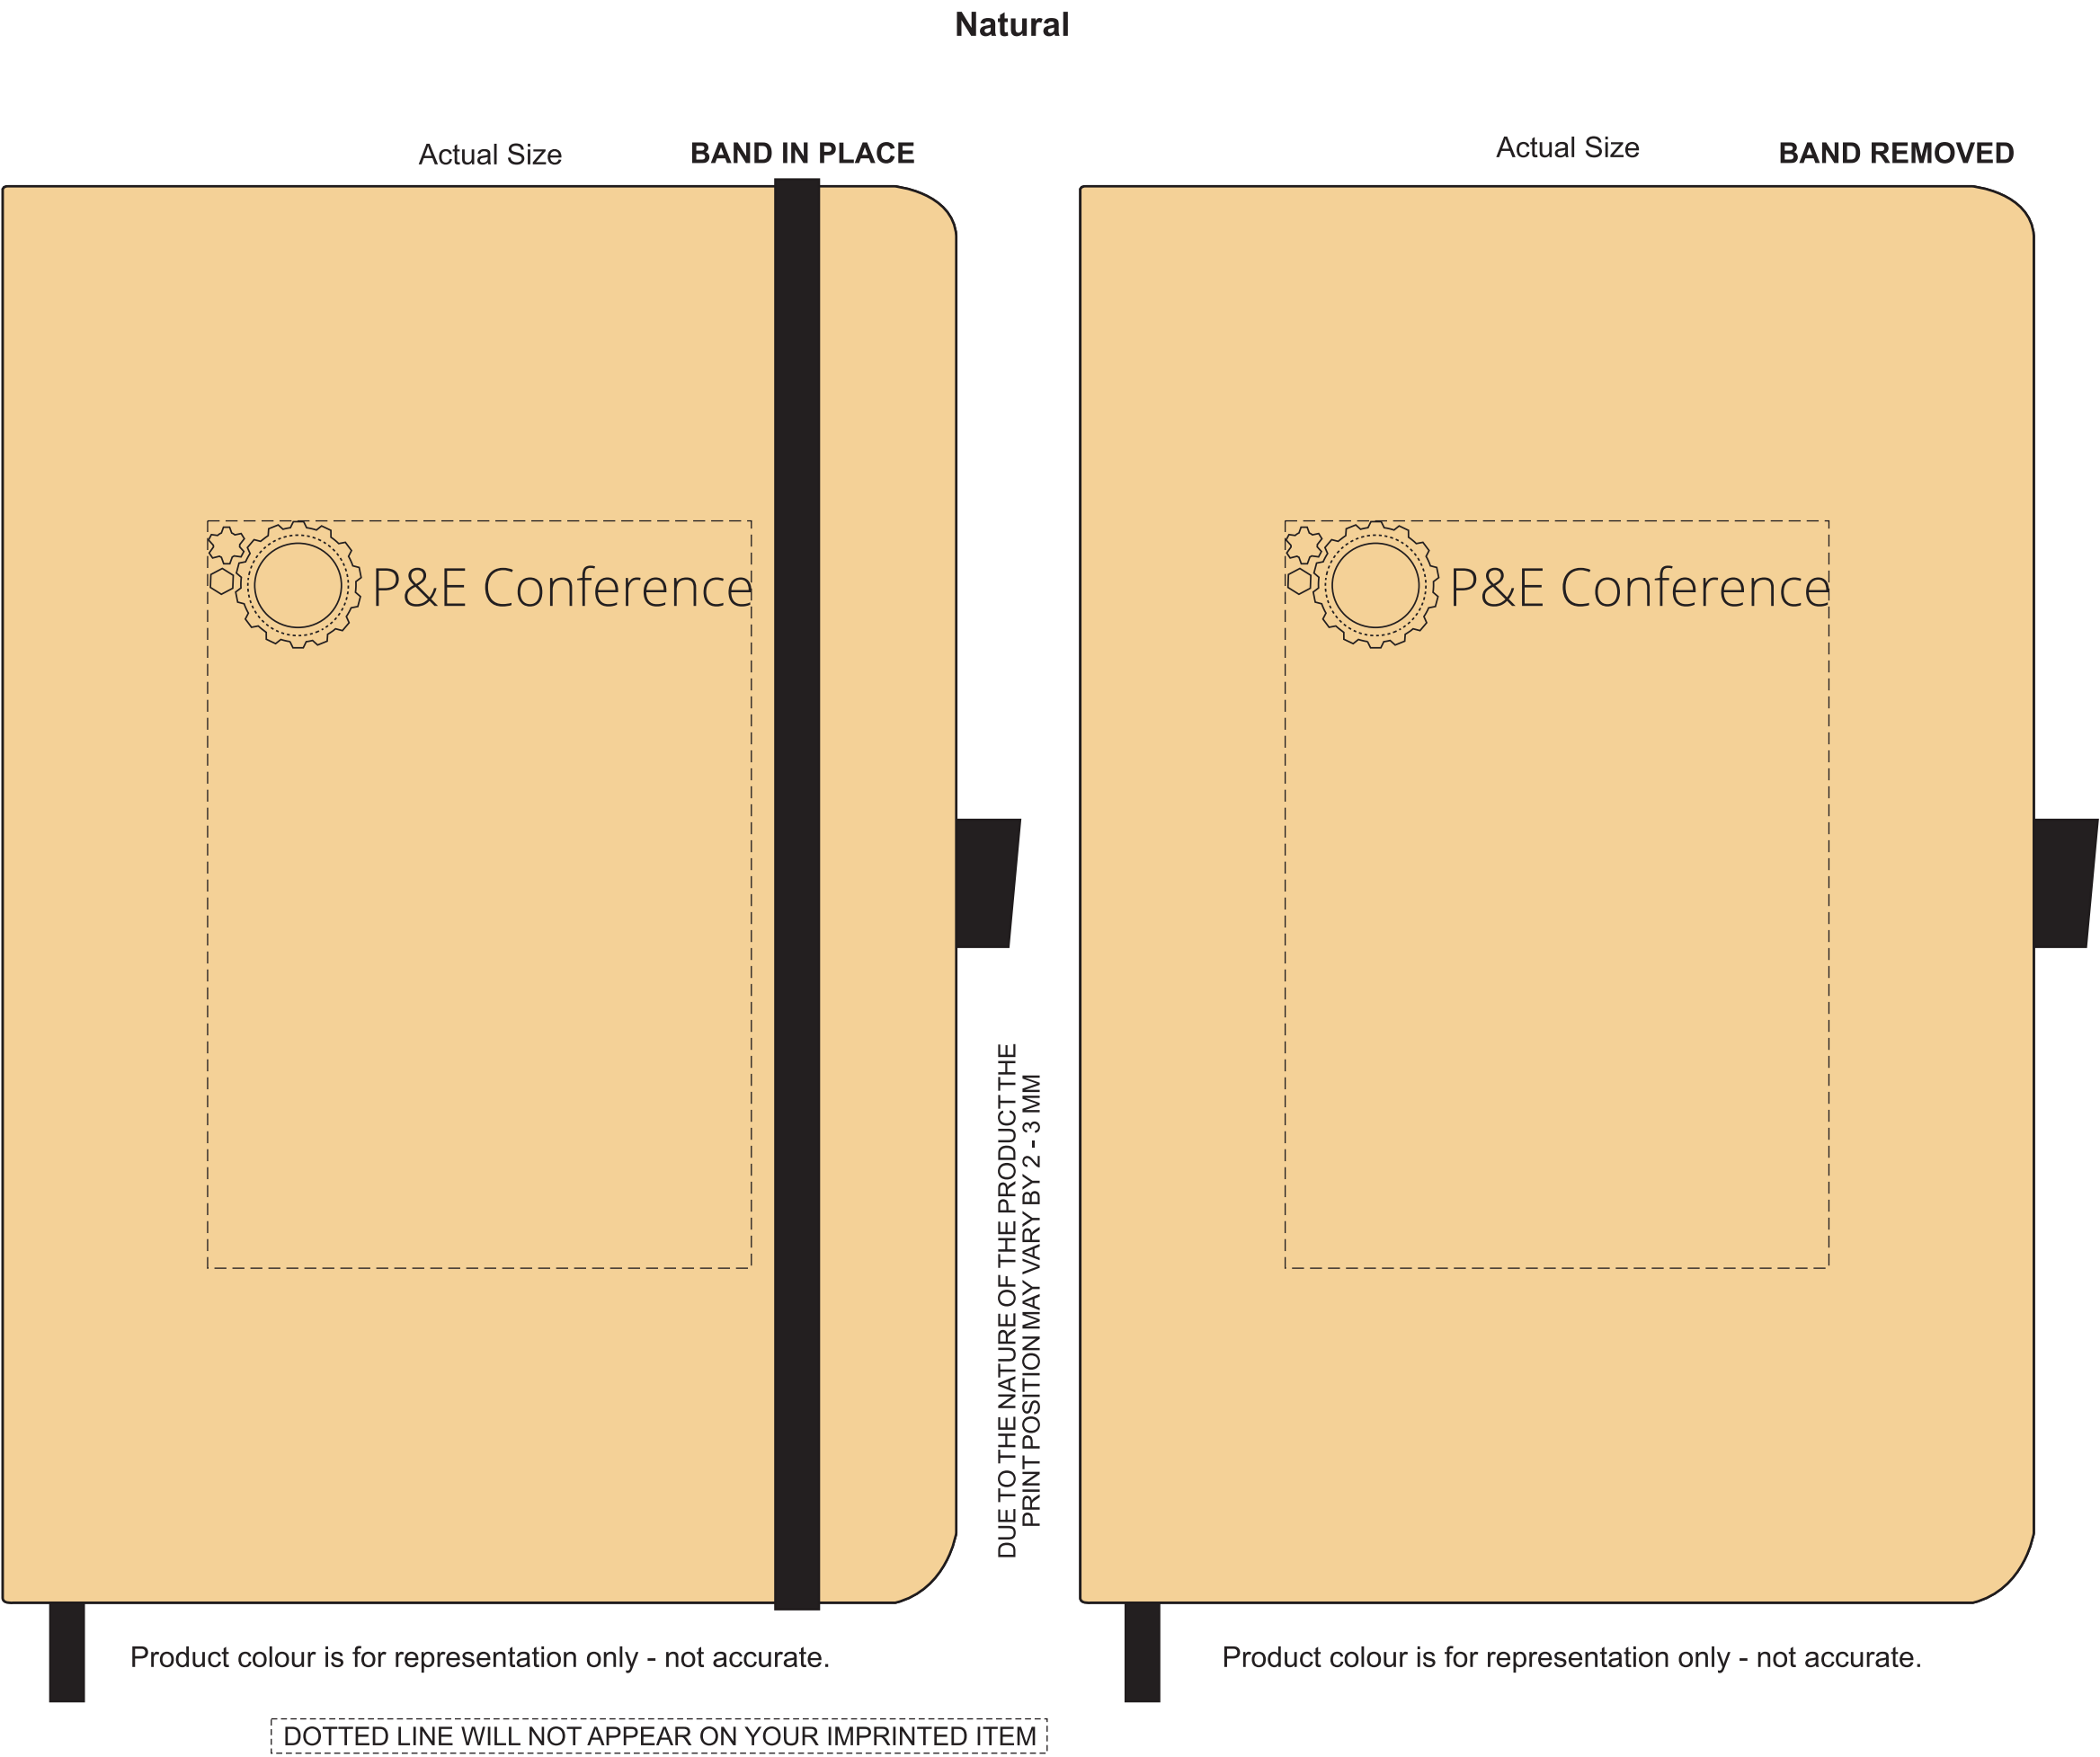 Natural
Actual Size
BAND IN PLACE
P&E Conference
Actual Size
BAND REMOVED
P&E Conference
DUE TO THE NATURE OF THE PRODUCT THE
PRINT POSITION MAY VARY BY 2 - 3 MM
Product colour is for representation only - not accurate.
Product colour is for representation only - not accurate.
DOTTED LINE WILL NOT APPEAR ON YOUR IMPRINTED ITEM